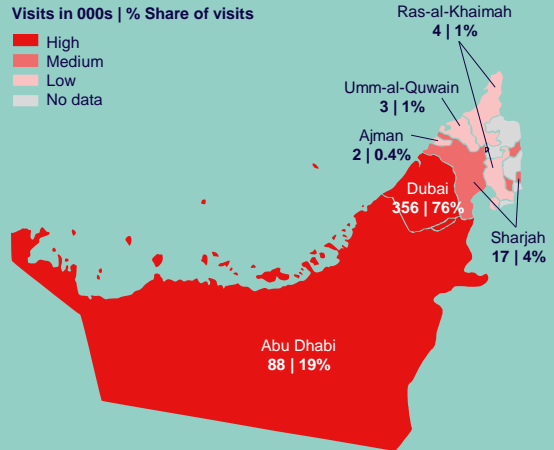 Visits in 000s | % Share of visits
High
Medium
Low
No data
Ras-al-Khaimah
4 | 1%
Umm-al-Quwain
3 | 1%
Ajman
2 | 0.4%
Dubai
356 | 76%
Sharjah
17 | 4%
Abu Dhabi
88 | 19%